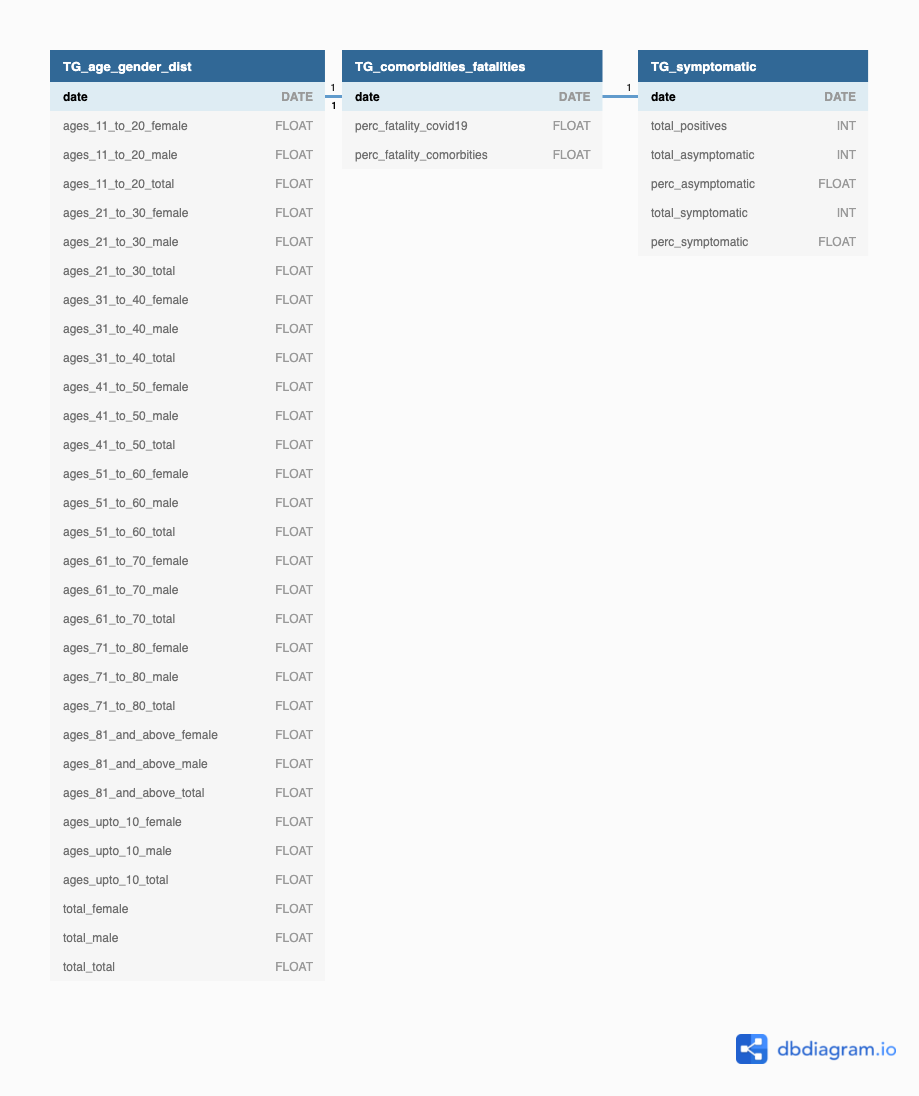 TG_age_gender_dist
date DATE
ages_11_to_20_female FLOAT
ages_11_to_20_male FLOAT
ages_11_to_20_total FLOAT
ages_21_to_30_female FLOAT
ages_21_to_30_male FLOAT
ages_21_to_30_total FLOAT
ages_31_to_40_female FLOAT
ages_31_to_40_male FLOAT
ages_31_to_40_total FLOAT
ages_41_to_50_female FLOAT
ages_41_to_50_male FLOAT
ages_41_to_50_total FLOAT
ages_51_to_60_female FLOAT
ages_51_to_60_male FLOAT
ages_51_to_60_total FLOAT
ages_61_to_70_female FLOAT
ages_61_to_70_male FLOAT
ages_61_to_70_total FLOAT
ages_71_to_80_female FLOAT
ages_71_to_80_male FLOAT
ages_71_to_80_total FLOAT
ages_81_and_above_female FLOAT
ages_81_and_above_male FLOAT
ages_81_and_above_total FLOAT
ages_upto_10_female FLOAT
ages_upto_10_male FLOAT
ages_upto_10_total FLOAT
total_female FLOAT
total_male FLOAT
total_total FLOAT
1
1
TG_comorbidities_fatalities
date DATE
perc_fatality_covid19 FLOAT
perc_fatality_comorbities FLOAT
1
TG_symptomatic
date DATE
total_positives INT
total_asymptomatic INT
perc_asymptomatic FLOAT
total_symptomatic INT
perc_symptomatic FLOAT
dbdiagram.io